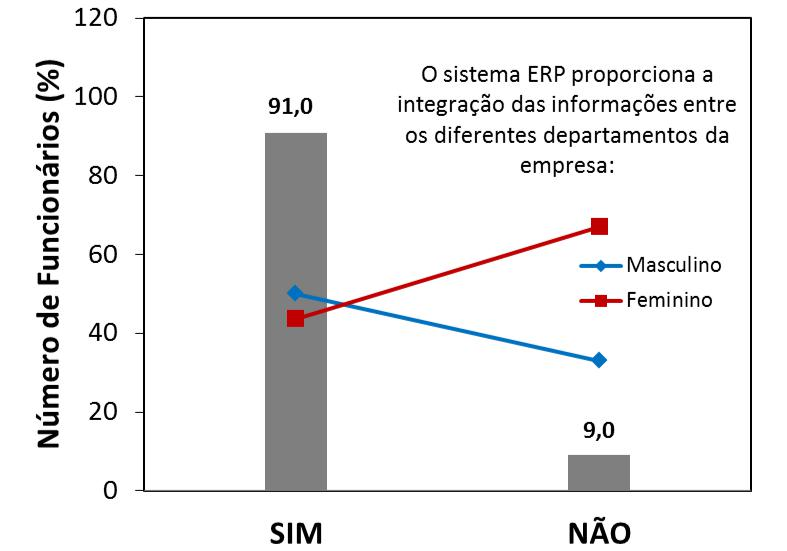 120
100
80
60
40
20
0
Número de Funcionários (%)
O sistema ERP proporciona a
integração das informações entre
os diferentes departamentos da
empresa:
91,0
9,0
Masculino
Feminino
SIM
NÃO